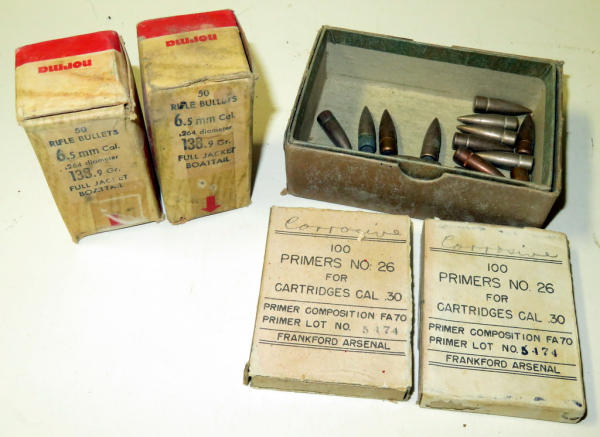 norma
50
RIFLE BULLETS
6.5 mm Cal.
.264 diameter
138.9 Gr.
FULL JACKET
BOATTAIL
norma
50
RIFLE BULLETS
6.5 mm Cal.
.264 diameter
138.9 Gr.
FULL JACKET
BOATTAIL
Corrosive
100
PRIMERS NO. 26
FOR
CARTRIDGES CAL .30
PRIMER COMPOSITION FA70
PRIMER LOT NO. 5474
FRANKFORD ARSENAL
Corrosive
100
PRIMERS NO. 26
FOR
CARTRIDGES CAL .30
PRIMER COMPOSITION FA70
PRIMER LOT NO. 5474
FRANKFORD ARSENAL